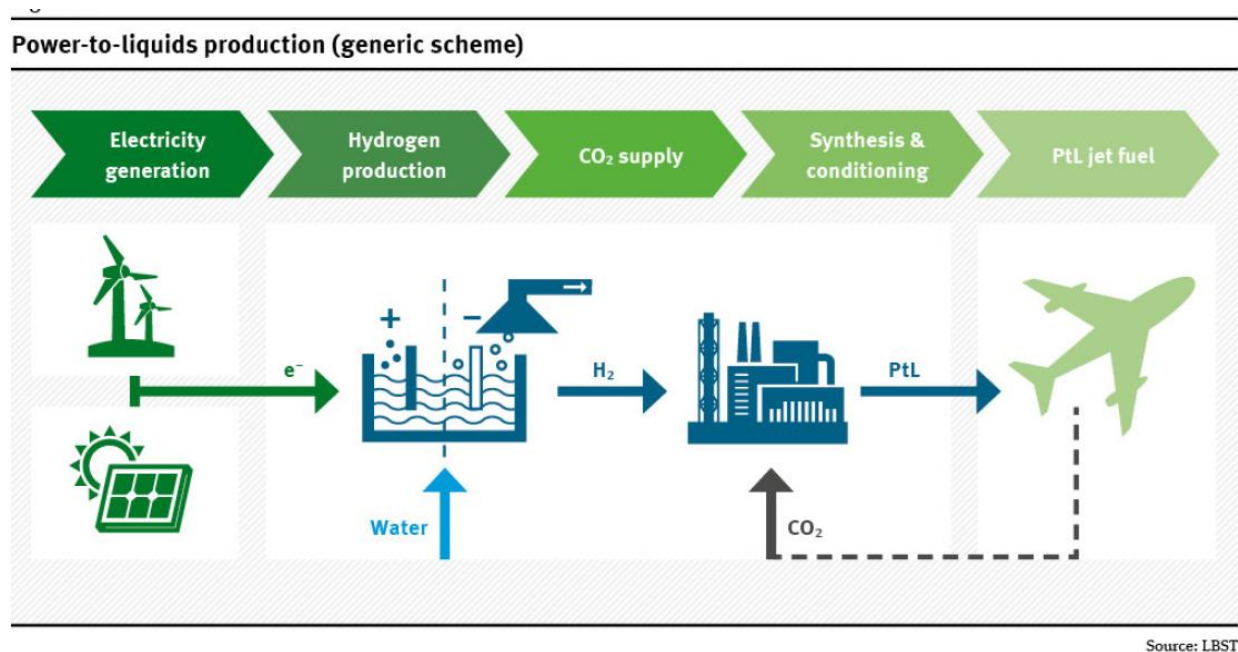 Power-to-liquids production (generic scheme)
Electricity
generation
Hydrogen
production
CO₂ supply
Synthesis &
conditioning
PtL jet fuel
+
−
e⁻
H₂
PtL
Water
CO₂
Source: LBST